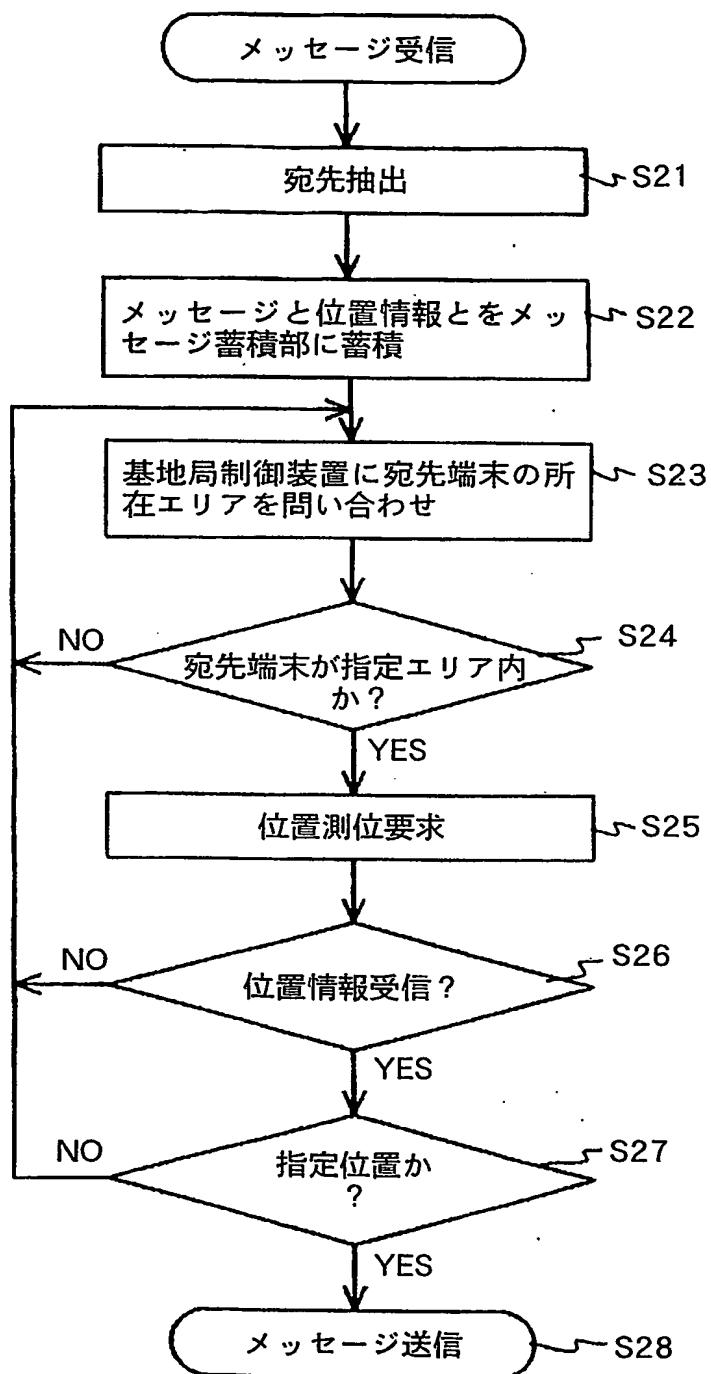 メッセージ受信
宛先抽出
S21
メッセージと位置情報とをメッ
セージ蓄積部に蓄積
S22
基地局制御装置に宛先端末の所
在エリアを問い合わせ
S23
NO
宛先端末が指定エリア内
か?
S24
YES
位置測位要求
S25
NO
位置情報受信?
S26
YES
NO
指定位置か
?
S27
YES
メッセージ送信
S28